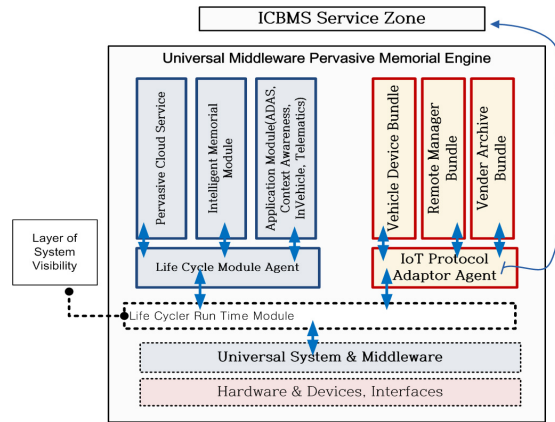 ICBMS Service Zone
Universal Middleware Pervasive Memorial Engine
Pervasive Cloud Service
Intelligent Memorial
Module
Application Module(ADAS,
Context Awareness,
InVehicle, Telematics)
Vehicle Device Bundle
Remote Manager
Bundle
Vender Archive
Bundle
Layer of
System
Visibility
Life Cycle Module Agent
IoT Protocol
Adaptor Agent
Life Cycler Run Time Module
Universal System & Middleware
Hardware & Devices, Interfaces